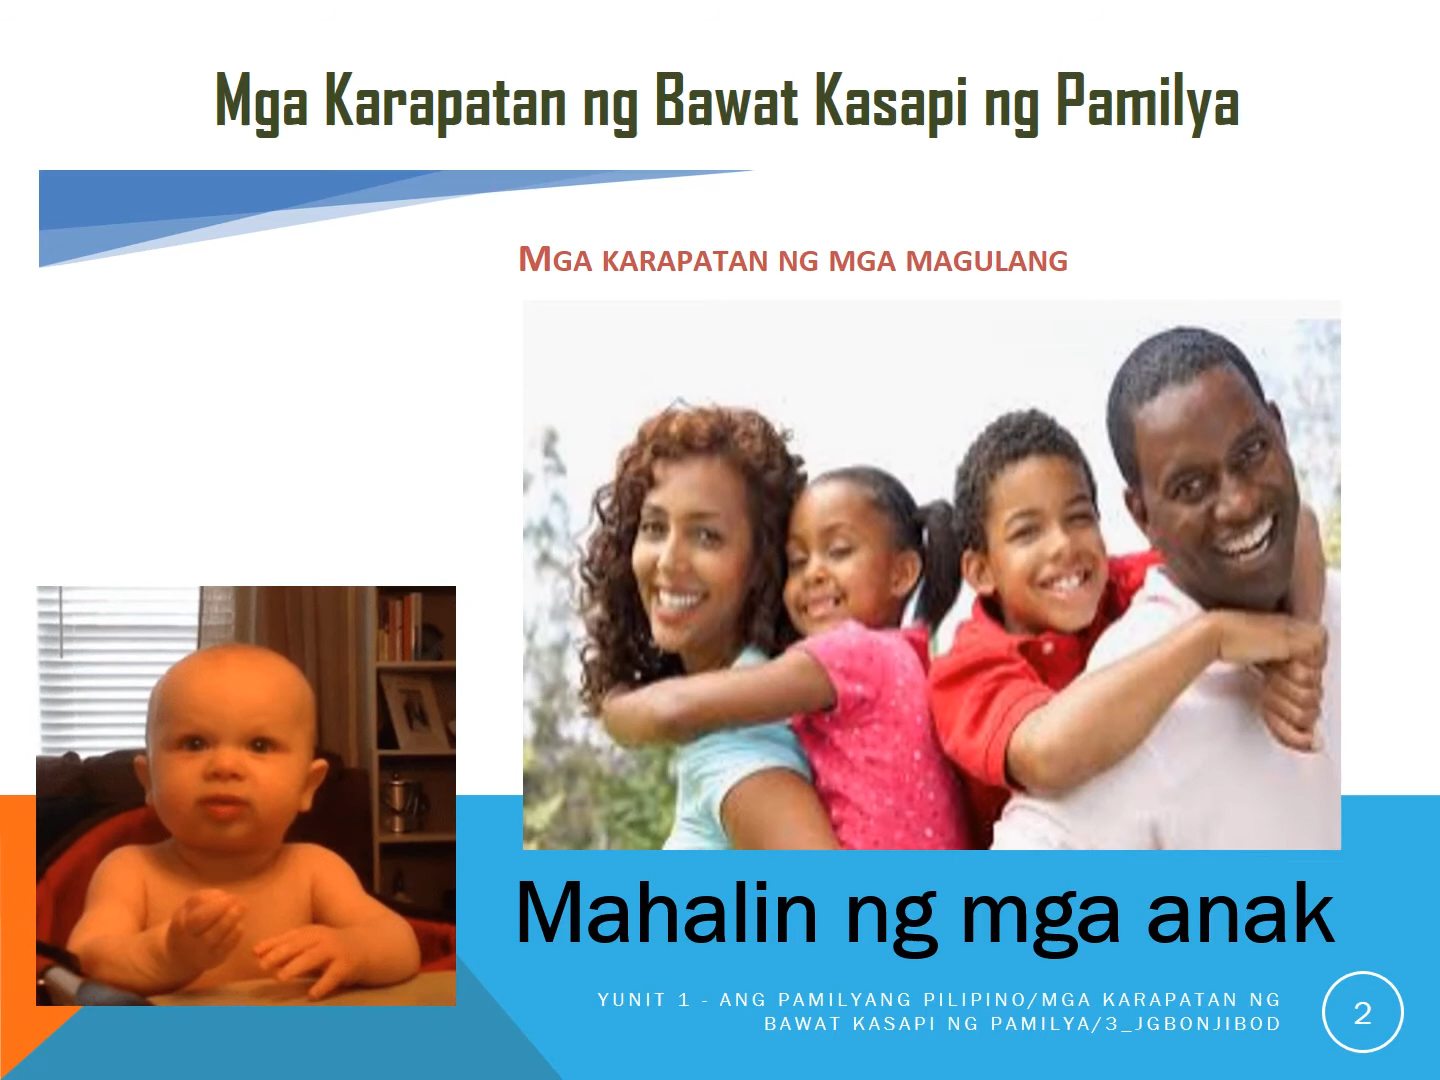 Mga Karapatan ng Bawat Kasapi ng Pamilya
MGA KARAPATAN NG MGA MAGULANG
Mahalin ng mga anak
YUNIT 1 - ANG PAMILYANG PILIPINO/MGA KARAPATAN NG
BAWAT KASAPI NG PAMILYA/3_JGBONJIBOD
2